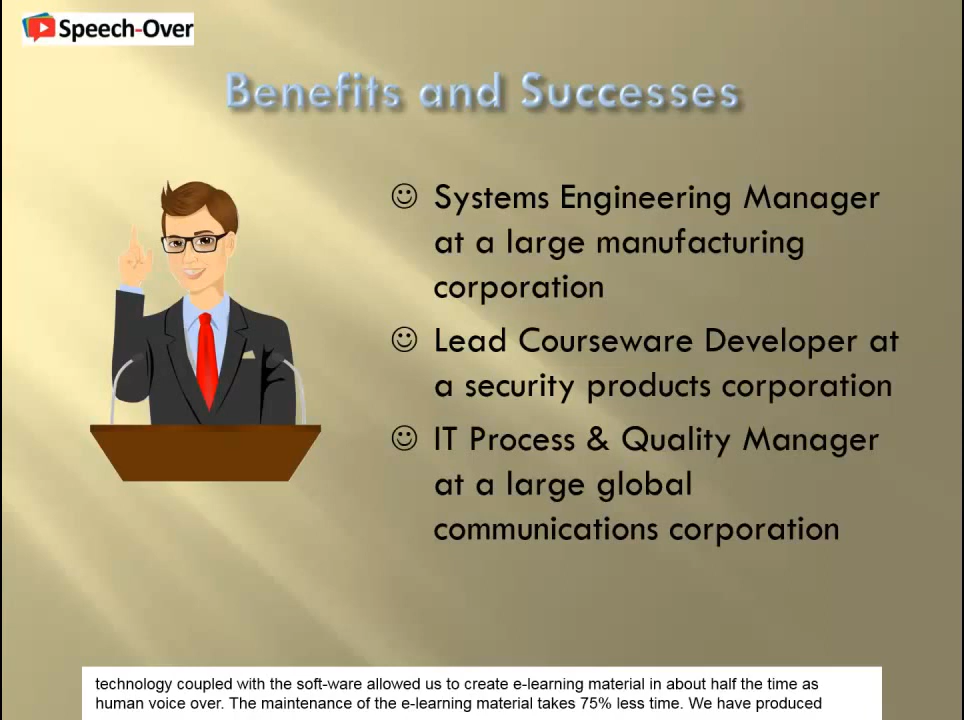 Speech-Over
Benefits and Successes
☺ Systems Engineering Manager
at a large manufacturing
corporation
☺ Lead Courseware Developer at
a security products corporation
☺ IT Process & Quality Manager
at a large global
communications corporation
technology coupled with the soft-ware allowed us to create e-learning material in about half the time as
human voice over. The maintenance of the e-learning material takes 75% less time. We have produced